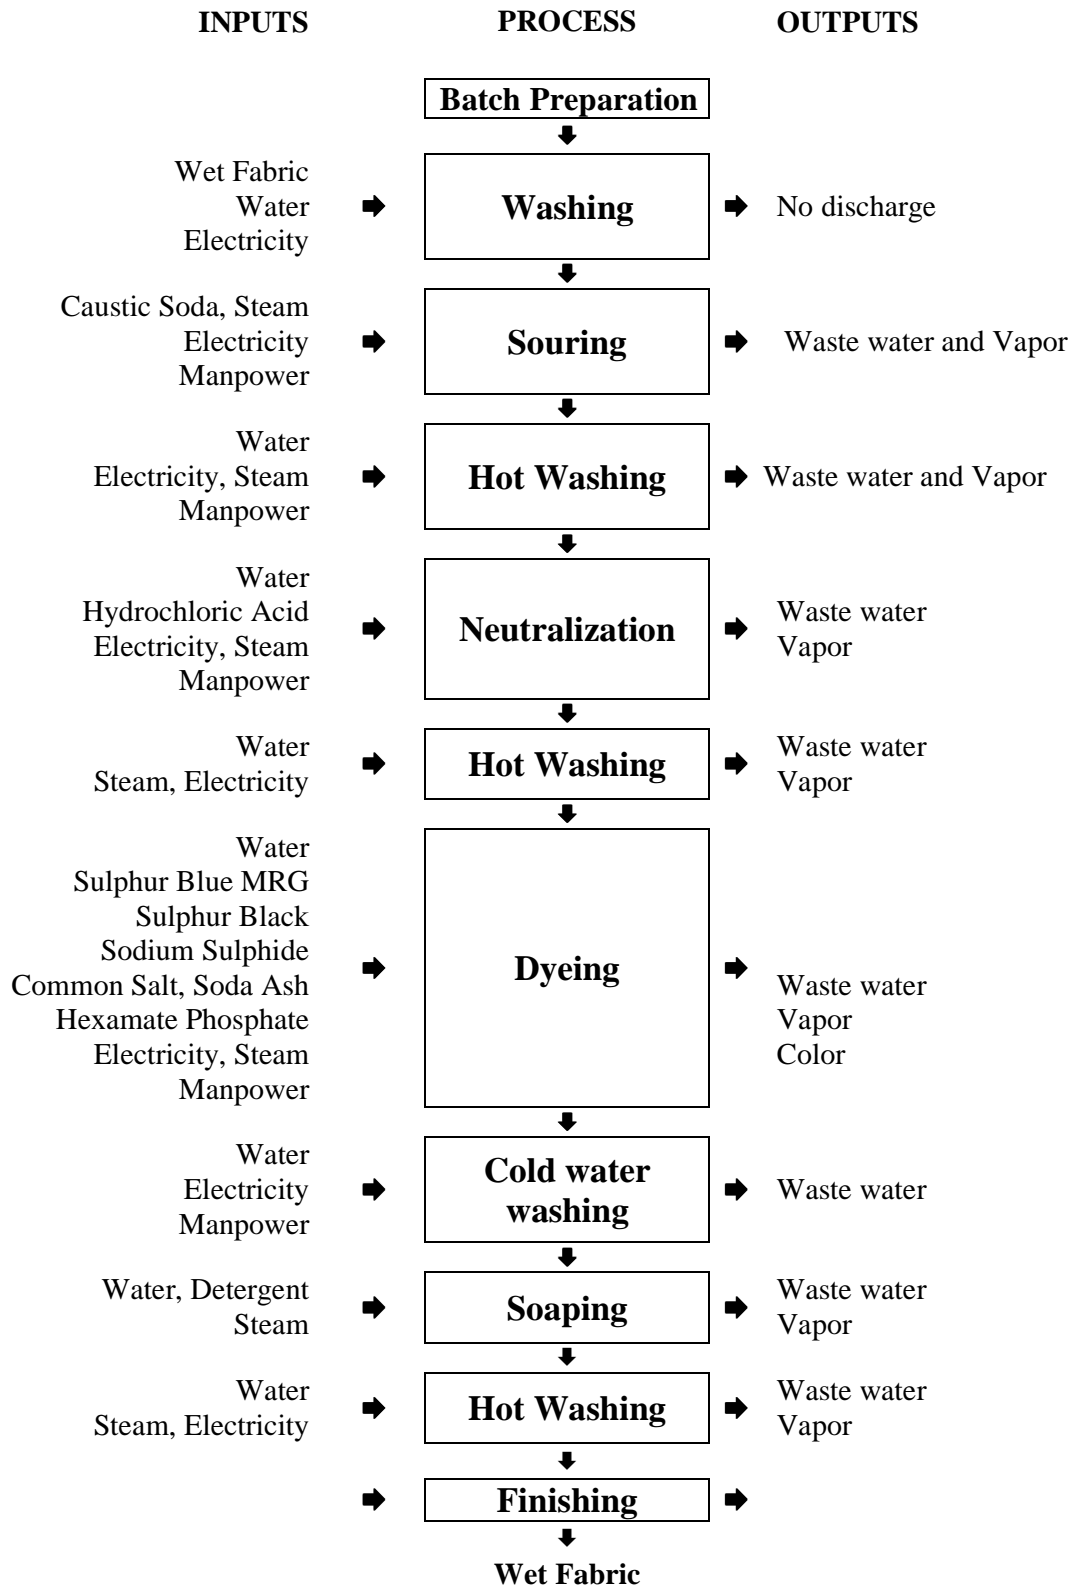 INPUTS PROCESS OUTPUTS
Batch Preparation
Wet Fabric
Water
Electricity
Washing
No discharge
Caustic Soda, Steam
Electricity
Manpower
Souring
Waste water and Vapor
Water
Electricity, Steam
Manpower
Hot Washing
Waste water and Vapor
Water
Hydrochloric Acid
Electricity, Steam
Manpower
Neutralization
Waste water
Vapor
Water
Steam, Electricity
Hot Washing
Waste water
Vapor
Water
Sulphur Blue MRG
Sulphur Black
Sodium Sulphide
Common Salt, Soda Ash
Hexamate Phosphate
Electricity, Steam
Manpower
Dyeing
Waste water
Vapor
Color
Water
Electricity
Manpower
Cold water
washing
Waste water
Water, Detergent
Steam
Soaping
Waste water
Vapor
Water
Steam, Electricity
Hot Washing
Waste water
Vapor
Finishing
Wet Fabric